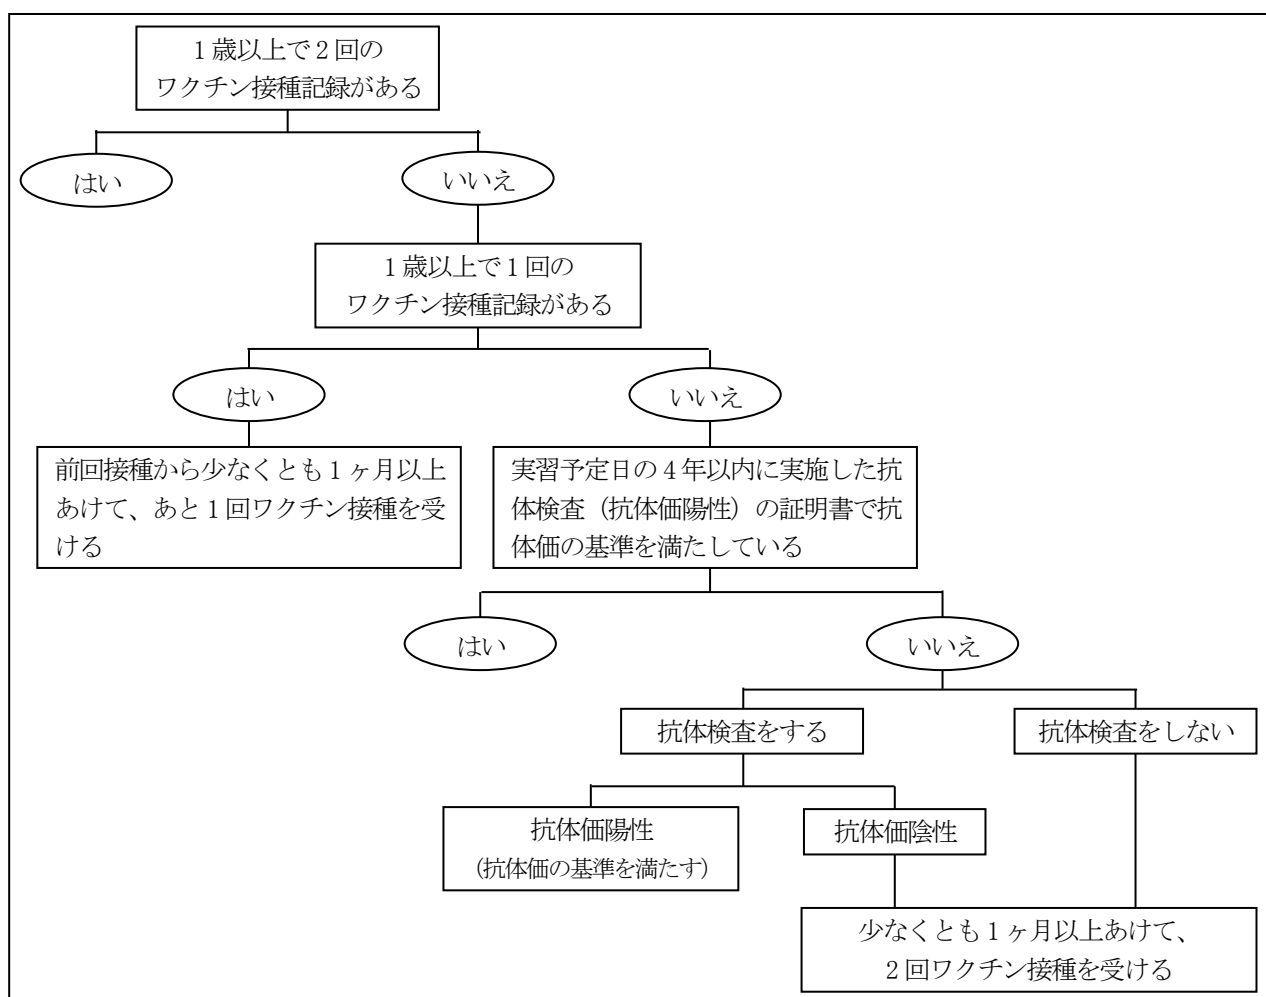 1歳以上で2回の
ワクチン接種記録がある
はい
いいえ
1歳以上で1回の
ワクチン接種記録がある
はい
いいえ
前回接種から少なくとも1ヶ月以上
あけて、あと1回ワクチン接種を受
ける
実習予定日の4年以内に実施した抗
体検査（抗体価陽性）の証明書で抗
体価の基準を満たしている
はい
いいえ
抗体検査をする
抗体検査をしない
抗体価陽性
（抗体価の基準を満たす）
抗体価陰性
少なくとも1ヶ月以上あけて、
2回ワクチン接種を受ける